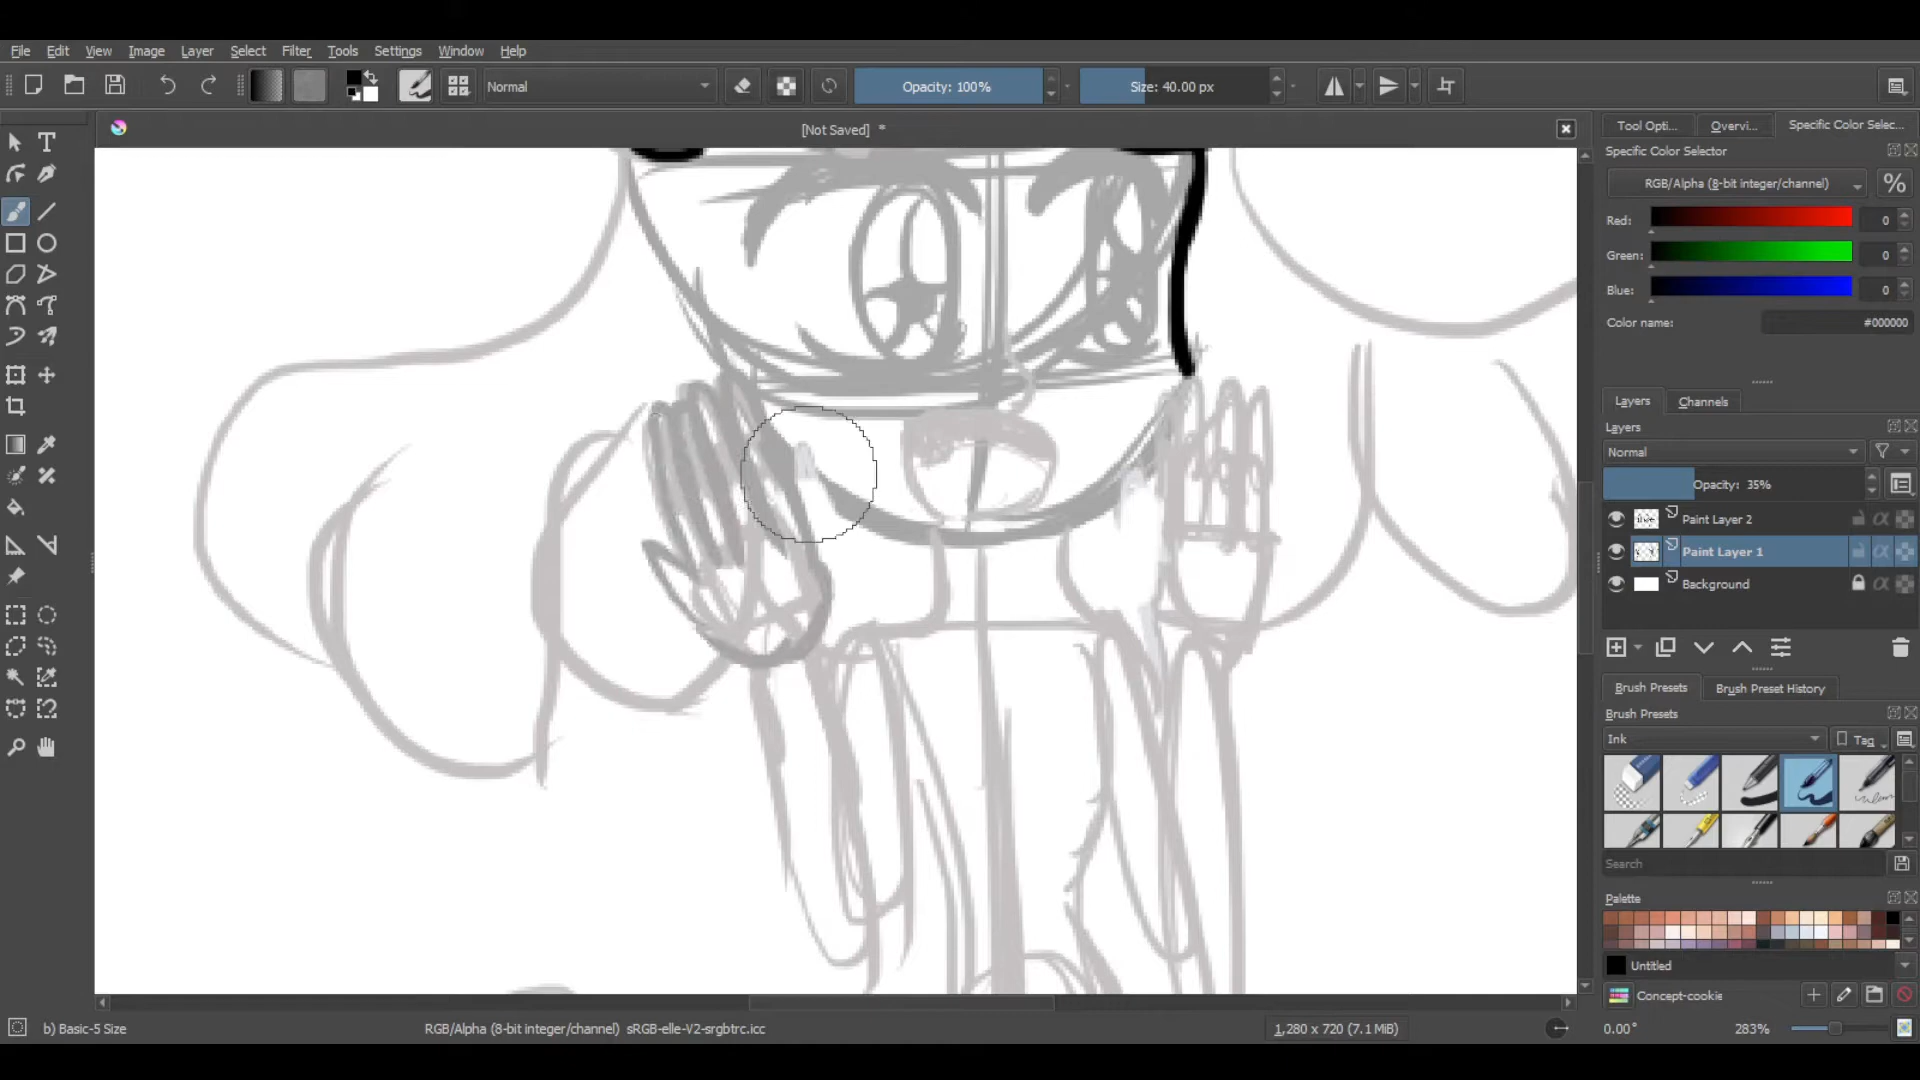 File Edit View Image Layer Select Filter Tools Settings Window Help
Normal
Opacity: 100%
Size: 40.00 px
[Not Saved] *
Tool Opti...
Overvi...
Specific Color Selec...
Specific Color Selector
RGB/Alpha (8-bit integer/channel)
%
Red: 0
Green: 0
Blue: 0
Color name: #000000
Layers Channels
Layers
Normal
Opacity: 35%
Paint Layer 2
Paint Layer 1
Background
Brush Presets Brush Preset History
Brush Presets
Ink
Tag
Search
Palette
Untitled
Concept-cookie
b) Basic-5 Size
RGB/Alpha (8-bit integer/channel) sRGB-elle-V2-srgbtrc.icc
1,280 x 720 (7.1 MiB)
0.00°
283%